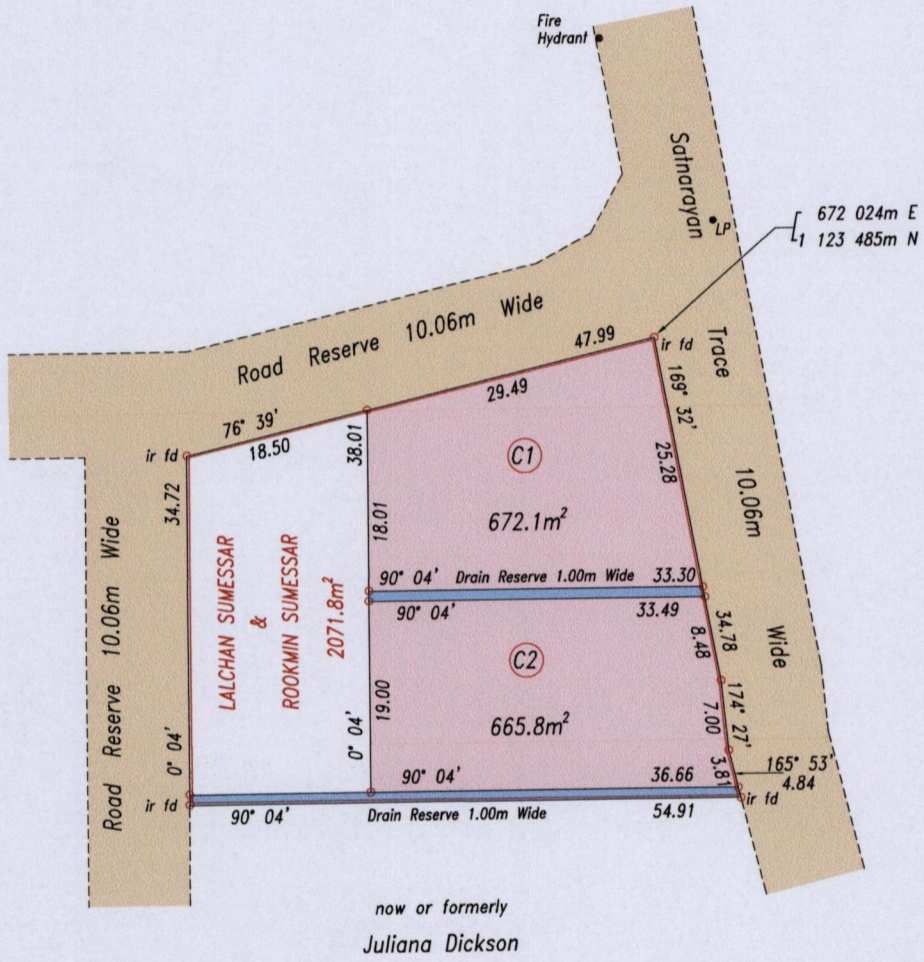 Fire
Hydrant
Satnarayan
LP
672 024m E
1 123 485m N
Road Reserve 10.06m Wide
47.99
ir fd
Trace
76° 39'
18.50
29.49
169° 32'
25.28
ir fd
34.72
38.01
C1
672.1m²
18.01
10.06m
Road Reserve 10.06m Wide
LALCHAN SUMESSAR
&
ROOKMIN SUMESSAR
2071.8m²
90° 04' Drain Reserve 1.00m Wide 33.30
90° 04' 33.49
34.78
8.48
C2
665.8m²
19.00
Wide
174° 27'
7.00
0° 04'
0° 04'
3.81
165° 53'
4.84
90° 04' 36.66
ir fd
ir fd
90° 04' Drain Reserve 1.00m Wide 54.91
now or formerly
Juliana Dickson